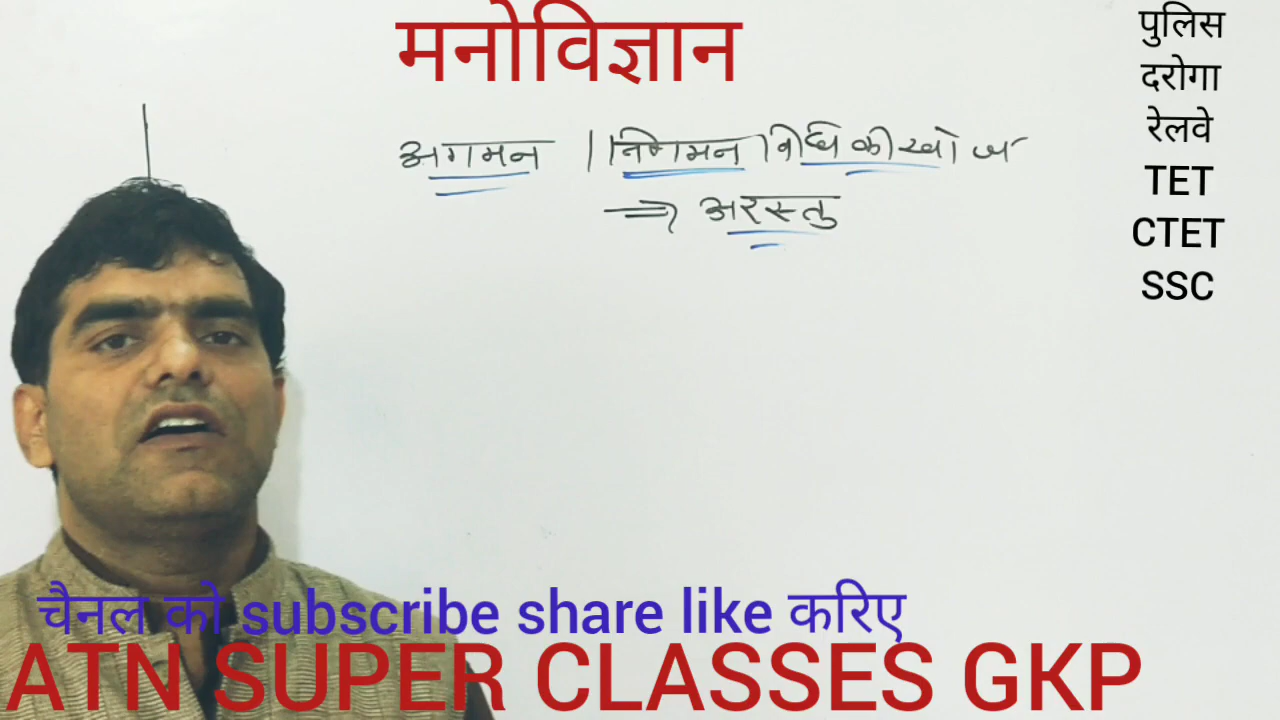 मनोविज्ञान
अगमन / निगमन विधि की खोज
⇒ अरस्तु
पुलिस
दरोगा
रेलवे
TET
CTET
SSC
चैनल को subscribe share like करिए
ATN SUPER CLASSES GKP